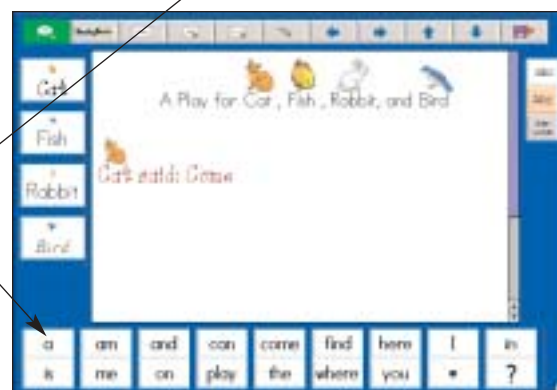 A Play for Cat , Fish , Rabbit, and Bird
Cat
Fish
Rabbit
Bird
Cat said: Come
a am and can come find here I in
is me on play the where you . ?